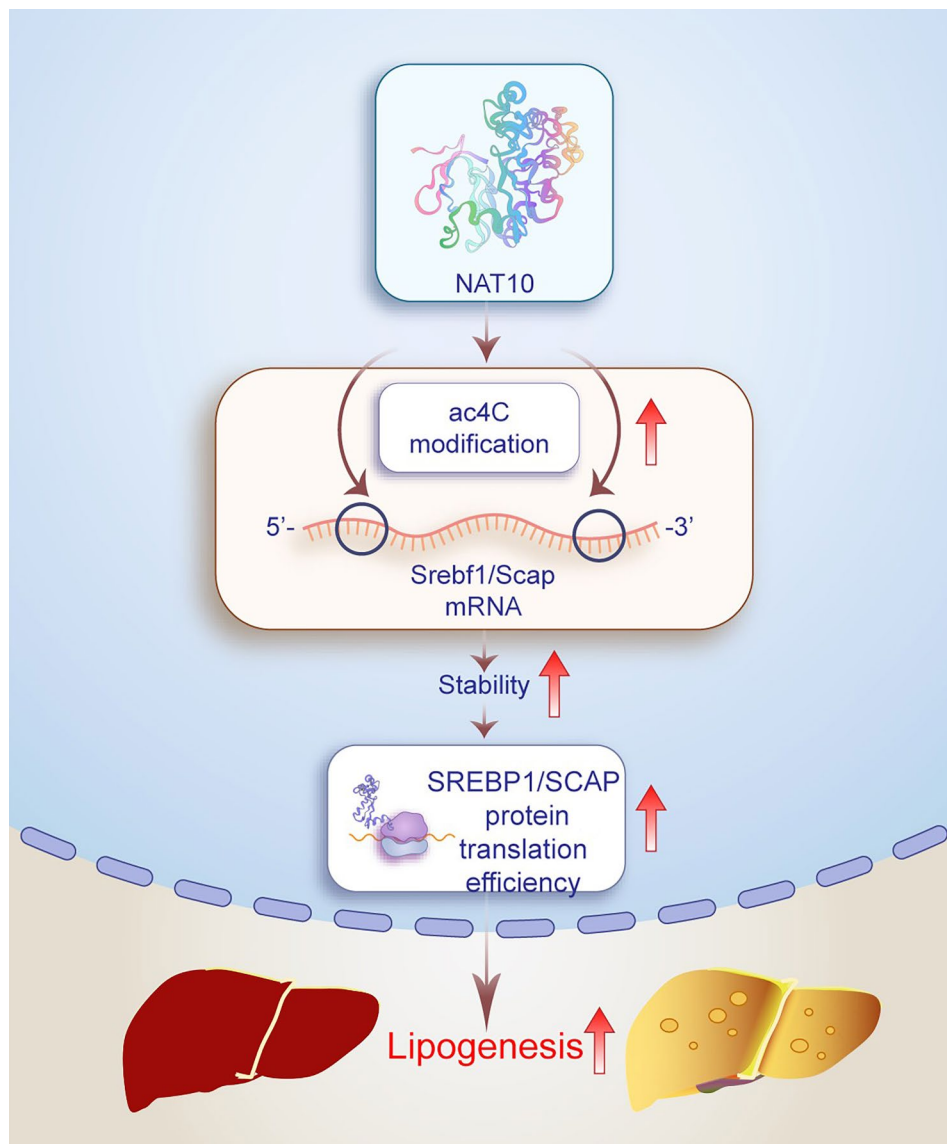 NAT10
ac4C
modification
5’-
-3’
Srebf1/Scap
mRNA
Stability
SREBP1/SCAP
protein
translation
efficiency
Lipogenesis